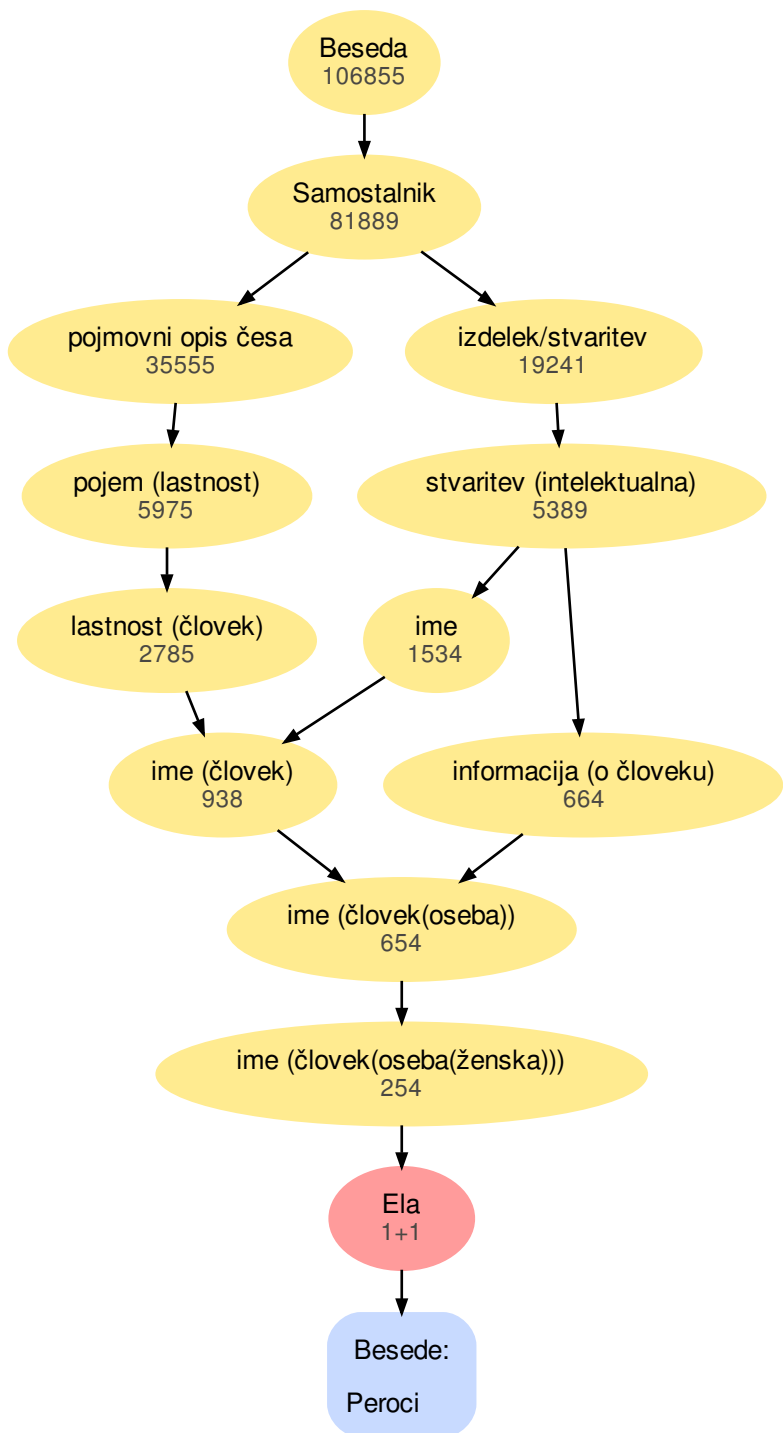 Beseda
106855
Samostalnik
81889
pojmovni opis česa
35555
izdelek/stvaritev
19241
pojem (lastnost)
5975
stvaritev (intelektualna)
5389
lastnost (človek)
2785
ime
1534
ime (človek)
938
informacija (o človeku)
664
ime (človek(oseba))
654
ime (človek(oseba(ženska)))
254
Ela
1+1
Besede:
Peroci